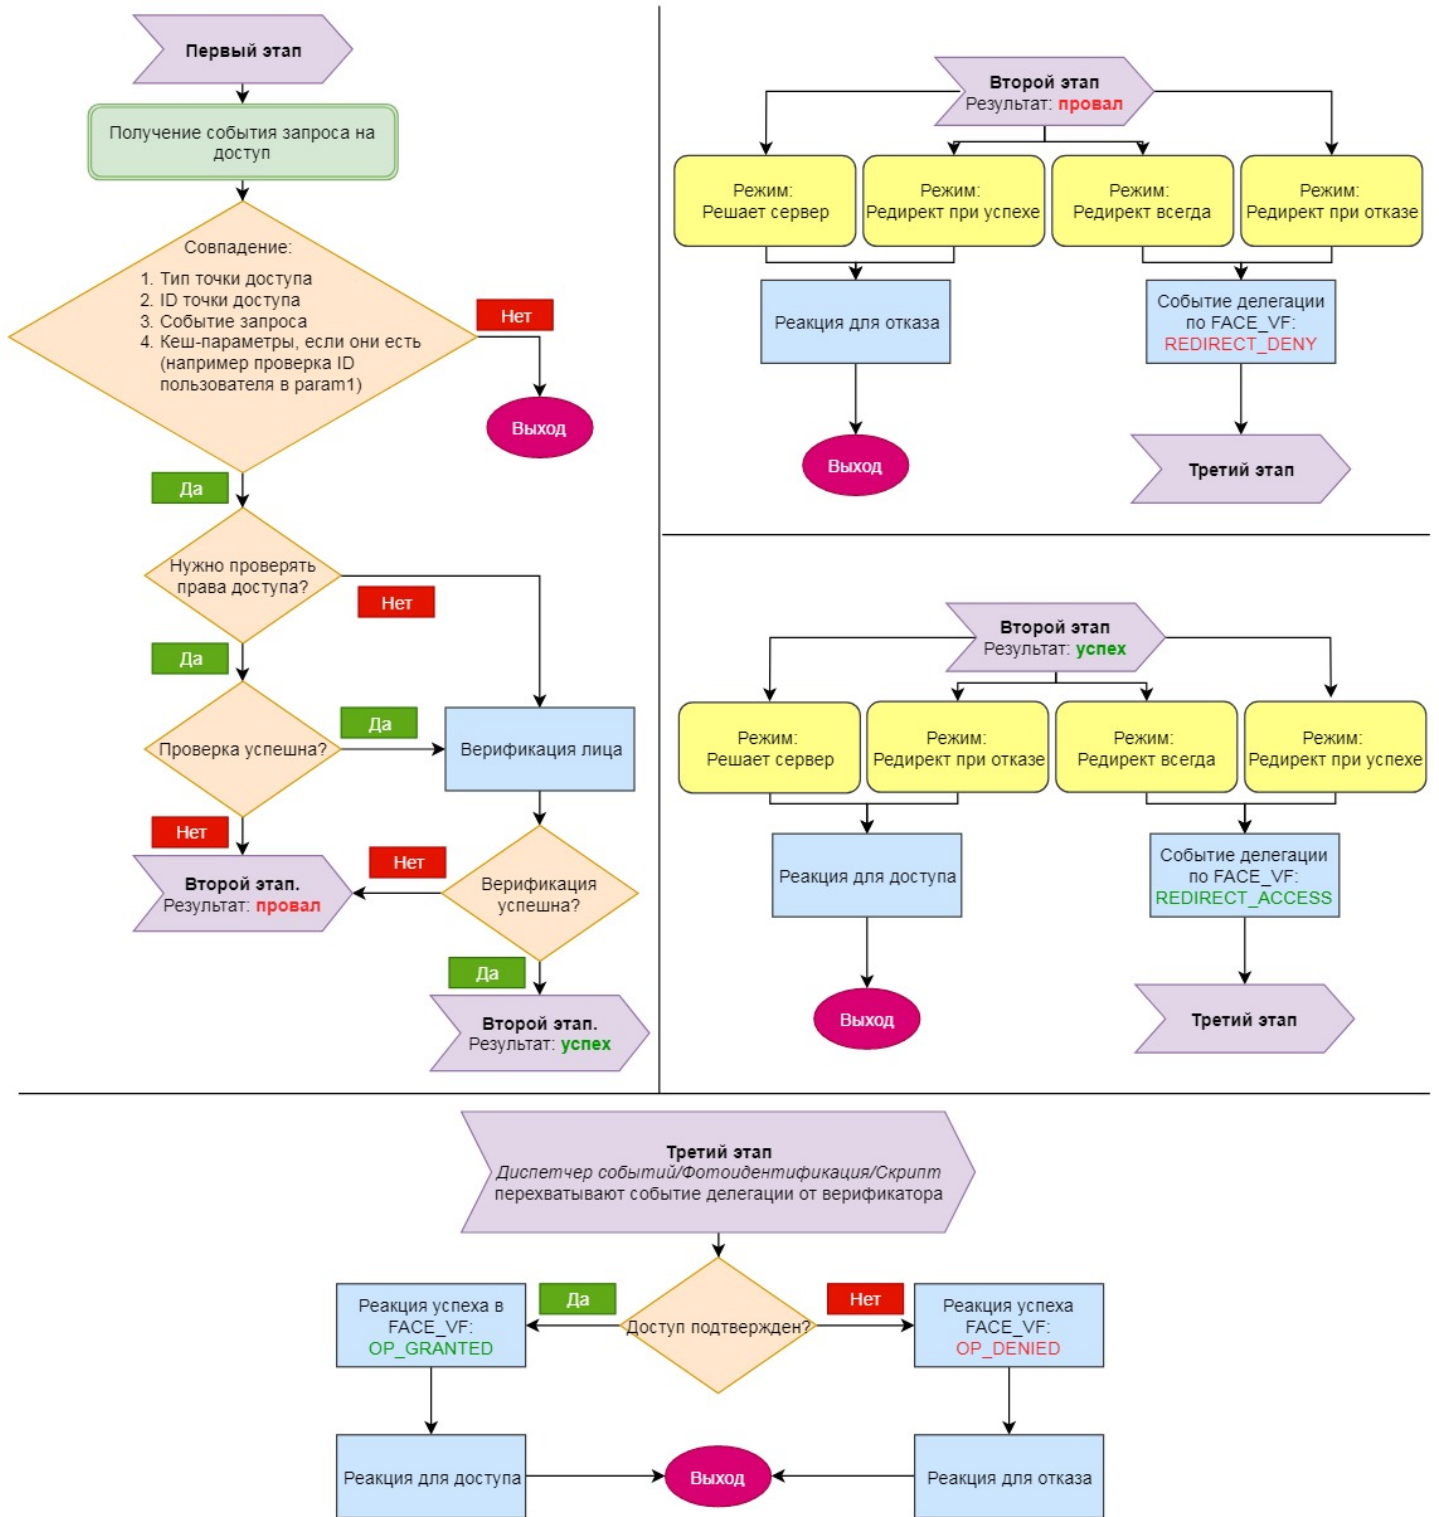 Первый этап
Получение события запроса на
доступ
Совпадение:
1. Тип точки доступа
2. ID точки доступа
3. Событие запроса
4. Кеш-параметры, если они есть
(например проверка ID
пользователя в param1)
Нет
Выход
Да
Нужно проверять
права доступа?
Нет
Да
Проверка успешна?
Да
Верификация лица
Нет
Второй этап.
Результат: провал
Нет
Верификация
успешна?
Да
Второй этап.
Результат: успех
Второй этап
Результат: провал
Режим:
Решает сервер
Режим:
Редирект при успехе
Режим:
Редирект всегда
Режим:
Редирект при отказе
Реакция для отказа
Событие делегации
по FACE_VF:
REDIRECT_DENY
Выход
Третий этап
Второй этап
Результат: успех
Режим:
Решает сервер
Режим:
Редирект при отказе
Режим:
Редирект всегда
Режим:
Редирект при успехе
Реакция для доступа
Событие делегации
по FACE_VF:
REDIRECT_ACCESS
Выход
Третий этап
Третий этап
Диспетчер событий/Фотоидентификация/Скрипт
перехватывают событие делегации от верификатора
Реакция успеха в
FACE_VF:
OP_GRANTED
Да
Доступ подтвержден?
Нет
Реакция успеха
FACE_VF:
OP_DENIED
Реакция для доступа
Выход
Реакция для отказа